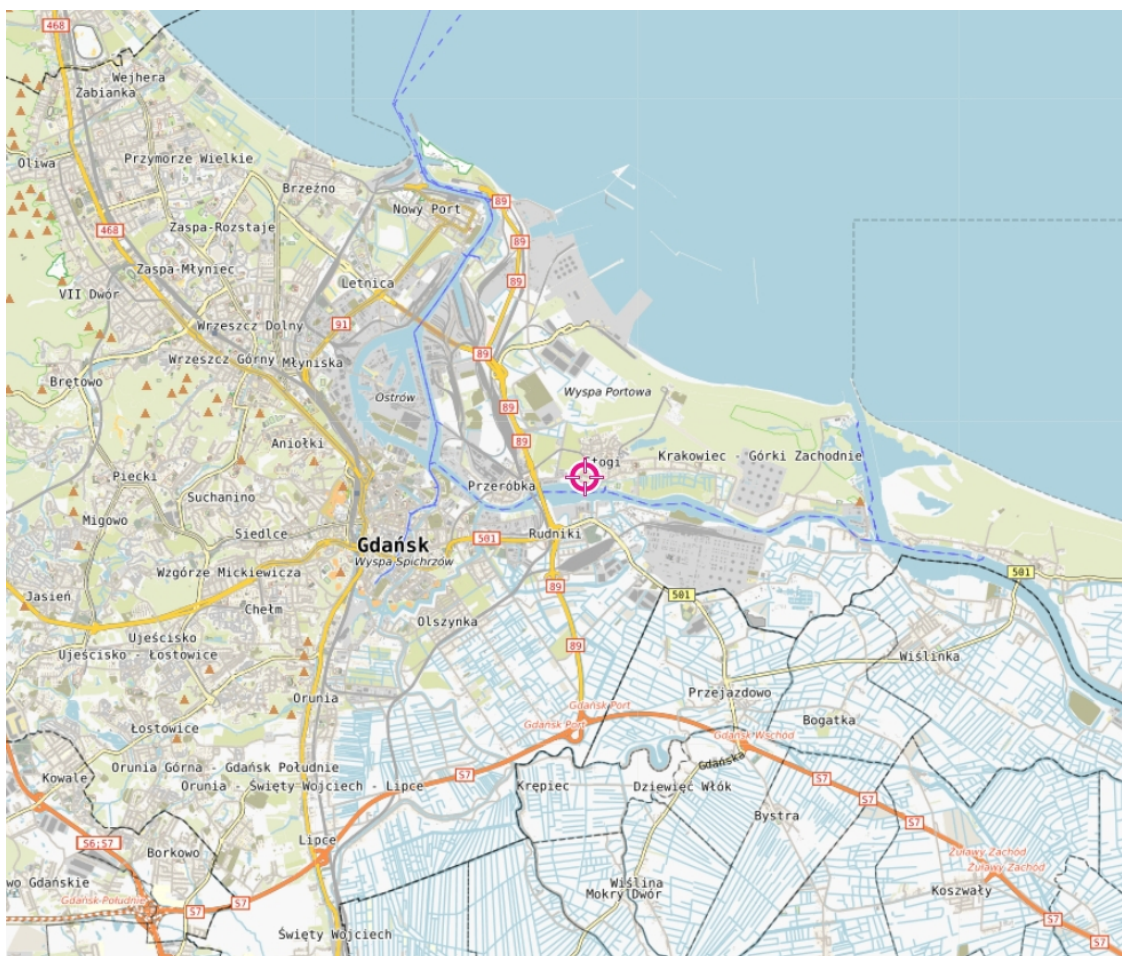 468
Wejhera
Żabianka
Oliwa
Przymorze Wielkie
Brzeźno
Nowy Port
89
468
Zaspa-Rozstaje
89
Zaspa-Młyniec
89
VII Dwór
Letnica
Wrzeszcz Dolny
91
Wrzeszcz Górny
Młyniska
89
Brętowo
Ostrów
Wyspa Portowa
89
Aniołki
89
Krakowiec - Górki Zachodnie
Piecki
Przeróbka
Suchanino
Migowo
Siedlce
501
Rudniki
Gdańsk
Wyspa Spichrzów
Wzgórze Mickiewicza
501
89
Jasień
501
Chełm
Olszynka
Ujeścisko
Ujeścisko - Łostowice
89
Wiślinka
Orunia
Przejazdowo
Gdańsk Port
Bogatka
Łostowice
Gdańsk Port
Gdańsk Wschód
Orunia Górna - Gdańsk Południe
Gdańska
Kowale
S7
S7
Orunia - Święty Wojciech - Lipce
Krępiec
Dziewięć Włók
S7
Bystra
S7
Lipce
S6;S7
Borkowo
Żuławy Zachód
Żuławy Zachód
wo Gdańskie
Wiślina
Koszwały
Gdańsk-Południe
S7
S7
Mokry Dwór
S7
Święty Wojciech